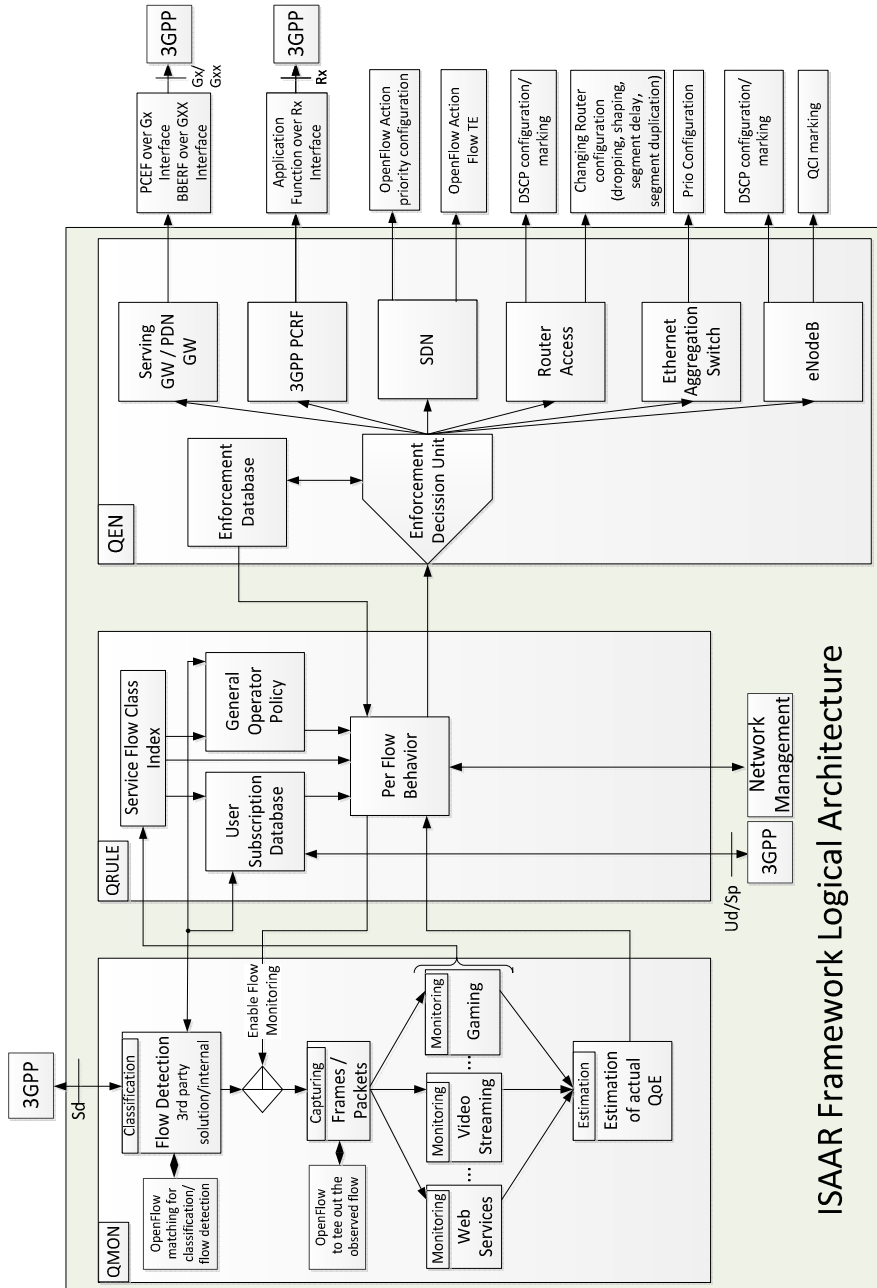 3GPP
Sd
QMON
Classification
Flow Detection
3rd party
solution/internal
OpenFlow
matching for
classification/
flow detection
Enable Flow
Monitoring
Capturing
Frames /
Packets
OpenFlow
to tee out the
observed flow
Monitoring
Web
Services
...
Monitoring
Video
Streaming
...
Monitoring
Gaming
Estimation
Estimation
of actual
QoE
QRULE
Service Flow Class
Index
User
Subscription
Database
General
Operator
Policy
Per Flow
Behavior
Ud/Sp
3GPP
Network
Management
QEN
Enforcement
Database
Enforcement
Decission Unit
Serving
GW / PDN
GW
3GPP PCRF
SDN
Router
Access
Ethernet
Aggregation
Switch
eNodeB
PCEF over Gx
Interface
BBERF over GXX
Interface
Gx/
Gxx
3GPP
Application
Function over Rx
Interface
Rx
3GPP
OpenFlow Action
priority configuration
OpenFlow Action
Flow TE
DSCP configuration/
marking
Changing Router
configuration
(dropping, shaping,
segment delay,
segment duplication)
Prio Configuration
DSCP configuration/
marking
QCI marking
ISAAR Framework Logical Architecture